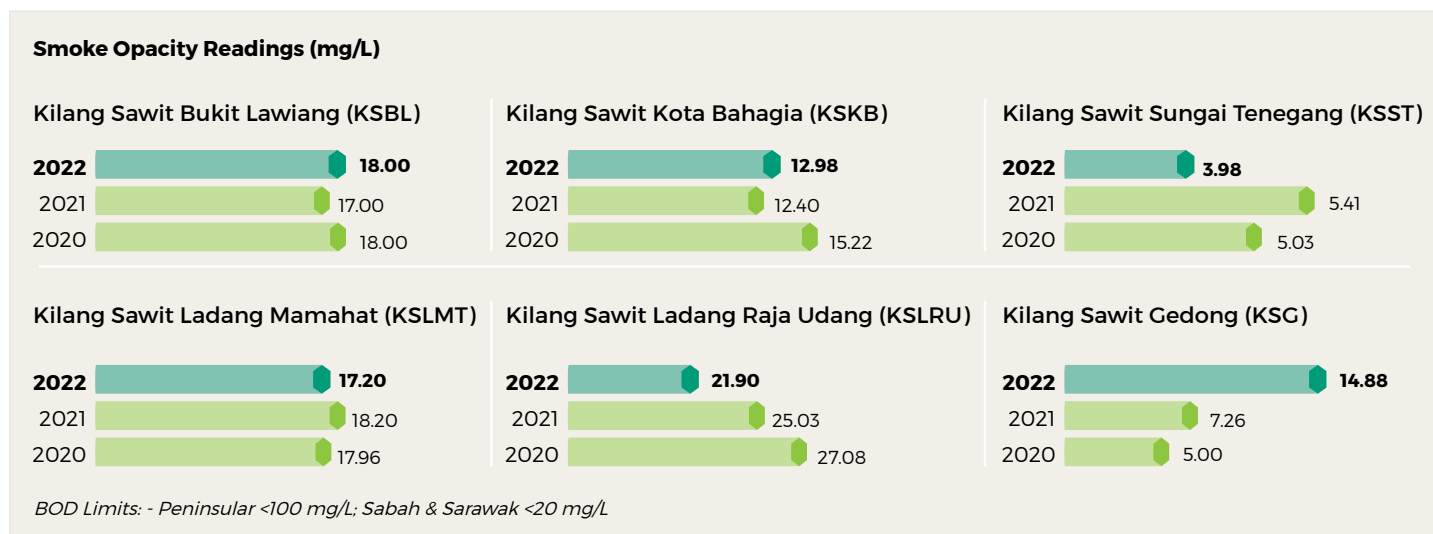 Smoke Opacity Readings (mg/L)
Kilang Sawit Bukit Lawiang (KSBL)
2022 18.00
2021 17.00
2020 18.00
Kilang Sawit Kota Bahagia (KSKB)
2022 12.98
2021 12.40
2020 15.22
Kilang Sawit Sungai Tenegang (KSST)
2022 3.98
2021 5.41
2020 5.03
Kilang Sawit Ladang Mamahat (KSLMT)
2022 17.20
2021 18.20
2020 17.96
Kilang Sawit Ladang Raja Udang (KSLRU)
2022 21.90
2021 25.03
2020 27.08
Kilang Sawit Gedong (KSG)
2022 14.88
2021 7.26
2020 5.00
BOD Limits: - Peninsular <100 mg/L; Sabah & Sarawak <20 mg/L